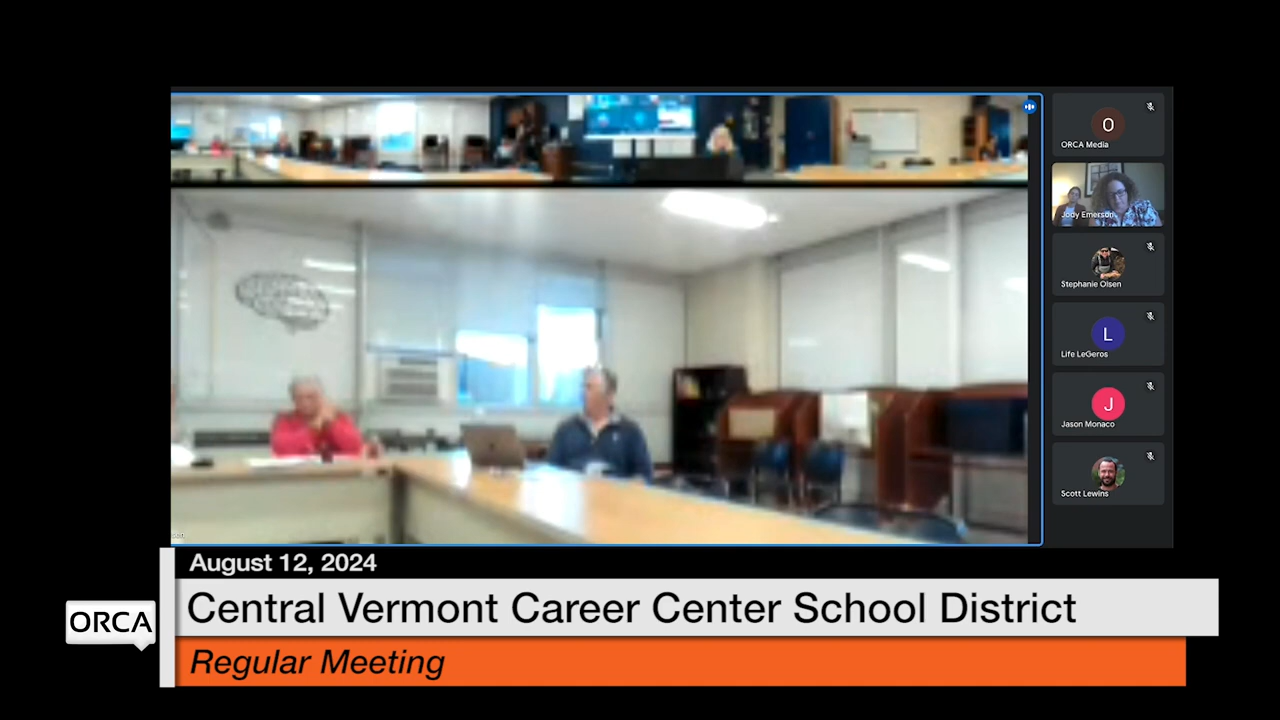 O
ORCA Media
Jody Emerson
Stephanie Olsen
L
Life LeGeros
J
Jason Monaco
Scott Lewins
August 12, 2024
Central Vermont Career Center School District
ORCA
Regular Meeting